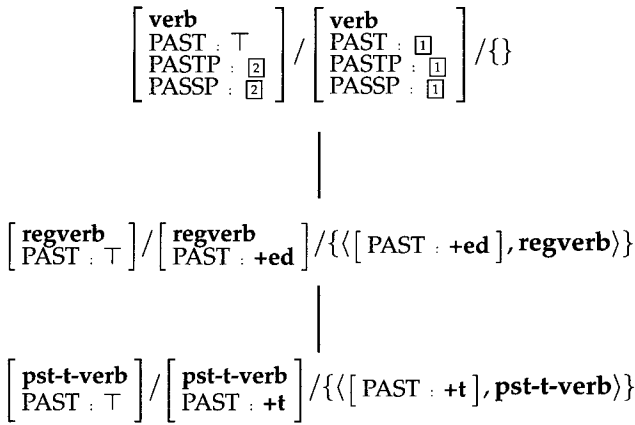 [ verb PAST : ⊤ PASTP : [2] PASSP : [2] ] / [ verb PAST : [1] PASTP : [1] PASSP : [1] ] / {}
[ regverb PAST : ⊤ ] / [ regverb PAST : +ed ] / {⟨[ PAST : +ed ], regverb⟩}
[ pst-t-verb PAST : ⊤ ] / [ pst-t-verb PAST : +t ] / {⟨[ PAST : +t ], pst-t-verb⟩}